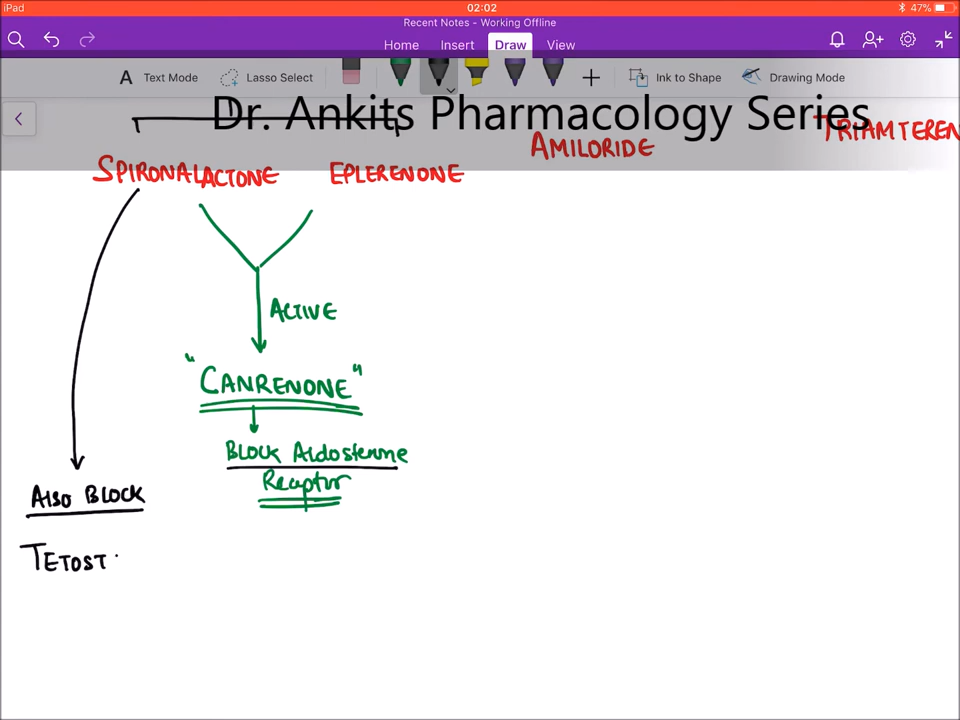 iPad 02:02 47%
Recent Notes - Working Offline
Home Insert Draw View
A Text Mode Lasso Select Ink to Shape Drawing Mode
Dr. Ankits Pharmacology Series
SPIRONALACTONE EPLERENONE AMILORIDE TRIAMTEREN
ACTIVE
"CANRENONE"
BLOCK Aldosterone
Receptor
Also BLOCK
TETOST